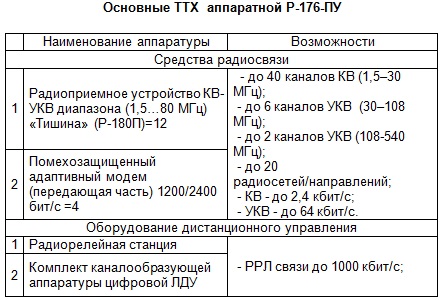 Основные ТТХ аппаратной Р-176-ПУ
Наименование аппаратуры
Возможности
Средства радиосвязи
1
Радиоприемное устройство КВ-
УКВ диапазона (1,5…80 МГц)
«Тишина» (Р-180П)=12
2
Помехозащищенный
адаптивный модем
(передающая часть) 1200/2400
бит/с =4
- до 40 каналов КВ (1,5–30
МГц);
- до 6 каналов УКВ (30–108
МГц);
- до 2 каналов УКВ (108-540
МГц);
- до 20
радиосетей/направлений;
- КВ - до 2,4 кбит/с;
- УКВ - до 64 кбит/с.
Оборудование дистанционного управления
1
Радиорелейная станция
2
Комплект каналообразующей
аппаратуры цифровой ЛДУ
- РРЛ связи до 1000 кбит/с;